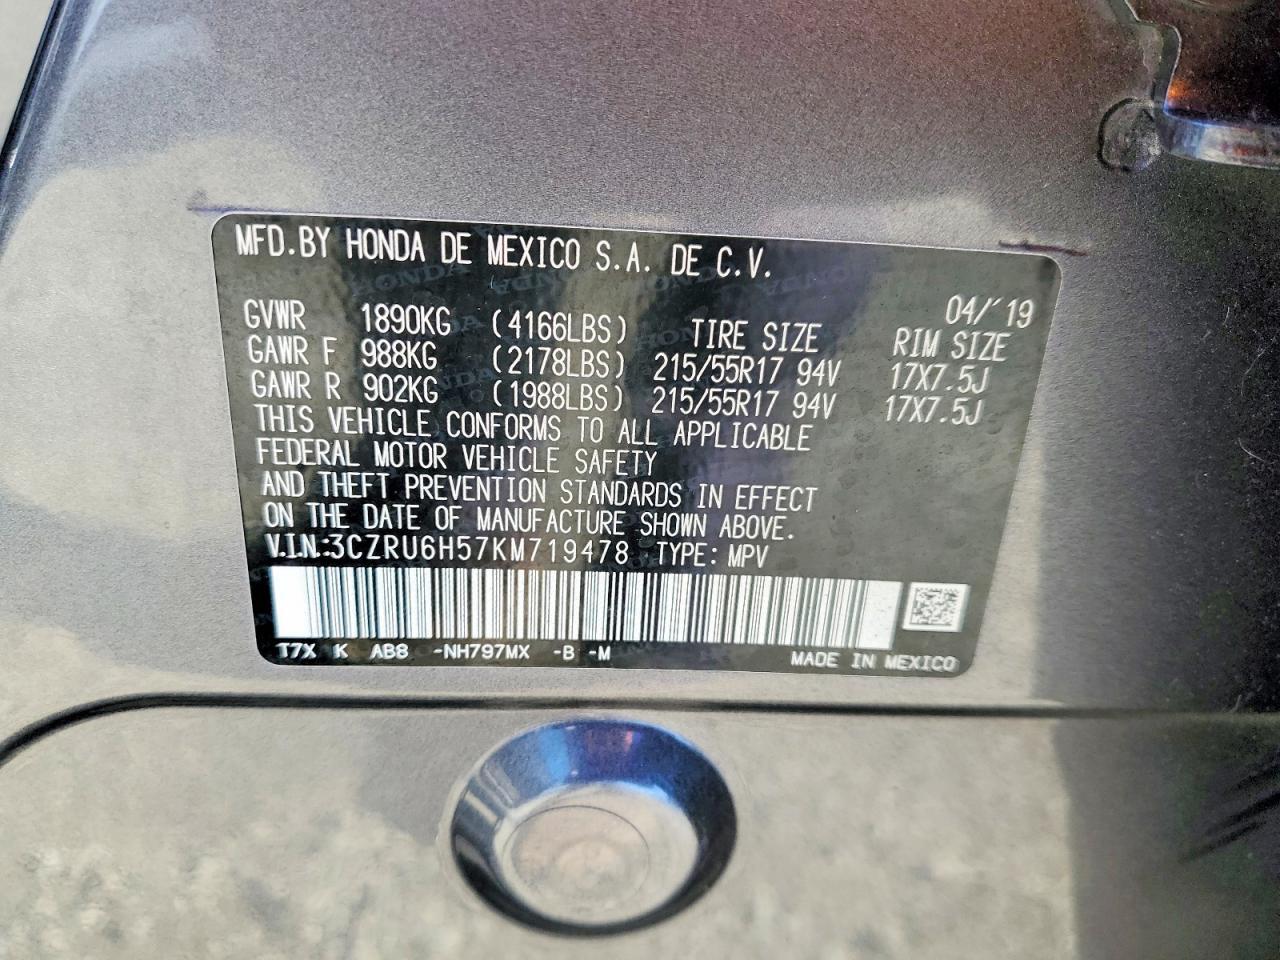 MFD.BY HONDA DE MEXICO S.A. DE C.V.
04/'19
GVWR 1890KG (4166LBS) TIRE SIZE RIM SIZE
GAWR F 988KG (2178LBS) 215/55R17 94V 17X7.5J
GAWR R 902KG (1988LBS) 215/55R17 94V 17X7.5J
THIS VEHICLE CONFORMS TO ALL APPLICABLE
FEDERAL MOTOR VEHICLE SAFETY
AND THEFT PREVENTION STANDARDS IN EFFECT
ON THE DATE OF MANUFACTURE SHOWN ABOVE.
V.I.N.:3CZRU6H57KM719478 TYPE: MPV
T7X K AB8 -NH797MX -B -M
MADE IN MEXICO